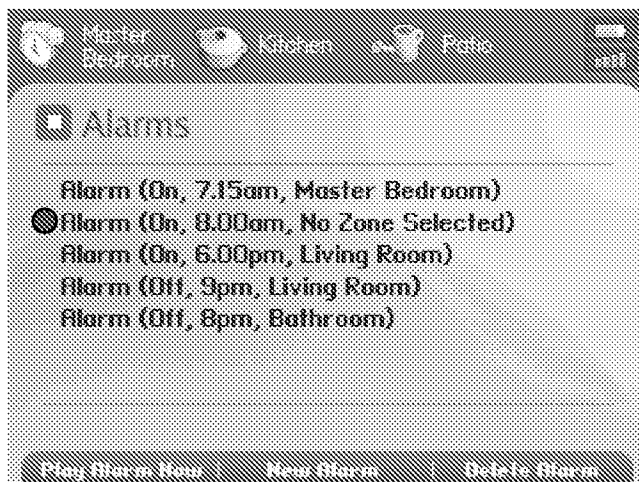 Master Bedroom
Kitchen
Patio
Alarms
Alarm (On, 7.15am, Master Bedroom)
Alarm (On, 8.00am, No Zone Selected)
Alarm (On, 6.00pm, Living Room)
Alarm (Off, 9pm, Living Room)
Alarm (Off, 8pm, Bathroom)
Play Alarm Now
New Alarm
Delete Alarm